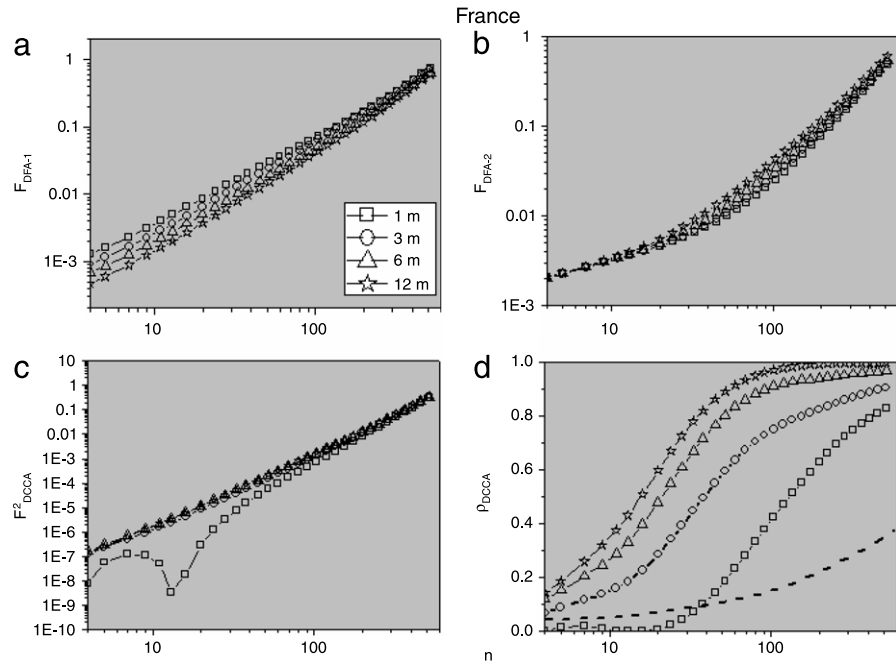 France
a
1
0.1
0.01
1E-3
F_DFA-1
1 m
3 m
6 m
12 m
10
100
b
1
0.1
0.01
1E-3
F_DFA-2
10
100
c
10
1
0.1
0.01
1E-3
1E-4
1E-5
1E-6
1E-7
1E-8
1E-9
1E-10
F²_DCCA
10
100
d
1.0
0.8
0.6
0.4
0.2
0.0
ρ_DCCA
10
100
n